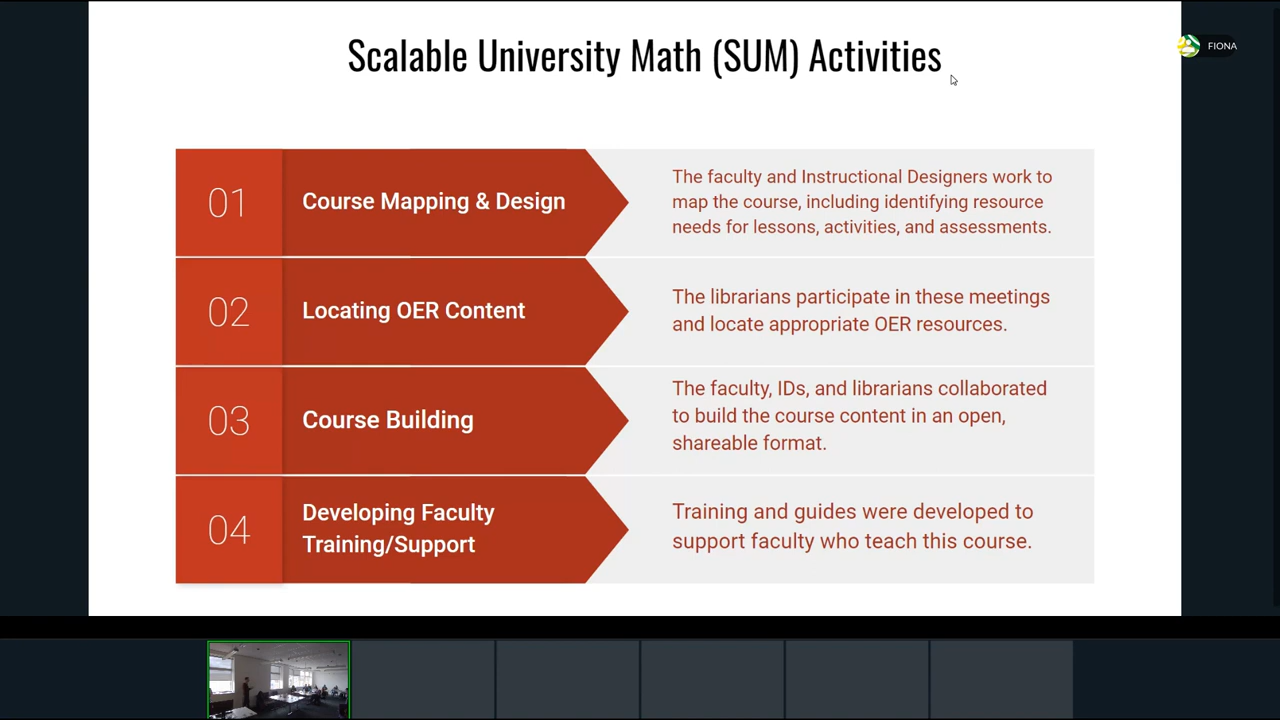 Scalable University Math (SUM) Activities
FIONA
01
Course Mapping & Design
The faculty and Instructional Designers work to
map the course, including identifying resource
needs for lessons, activities, and assessments.
02
Locating OER Content
The librarians participate in these meetings
and locate appropriate OER resources.
03
Course Building
The faculty, IDs, and librarians collaborated
to build the course content in an open,
shareable format.
04
Developing Faculty
Training/Support
Training and guides were developed to
support faculty who teach this course.